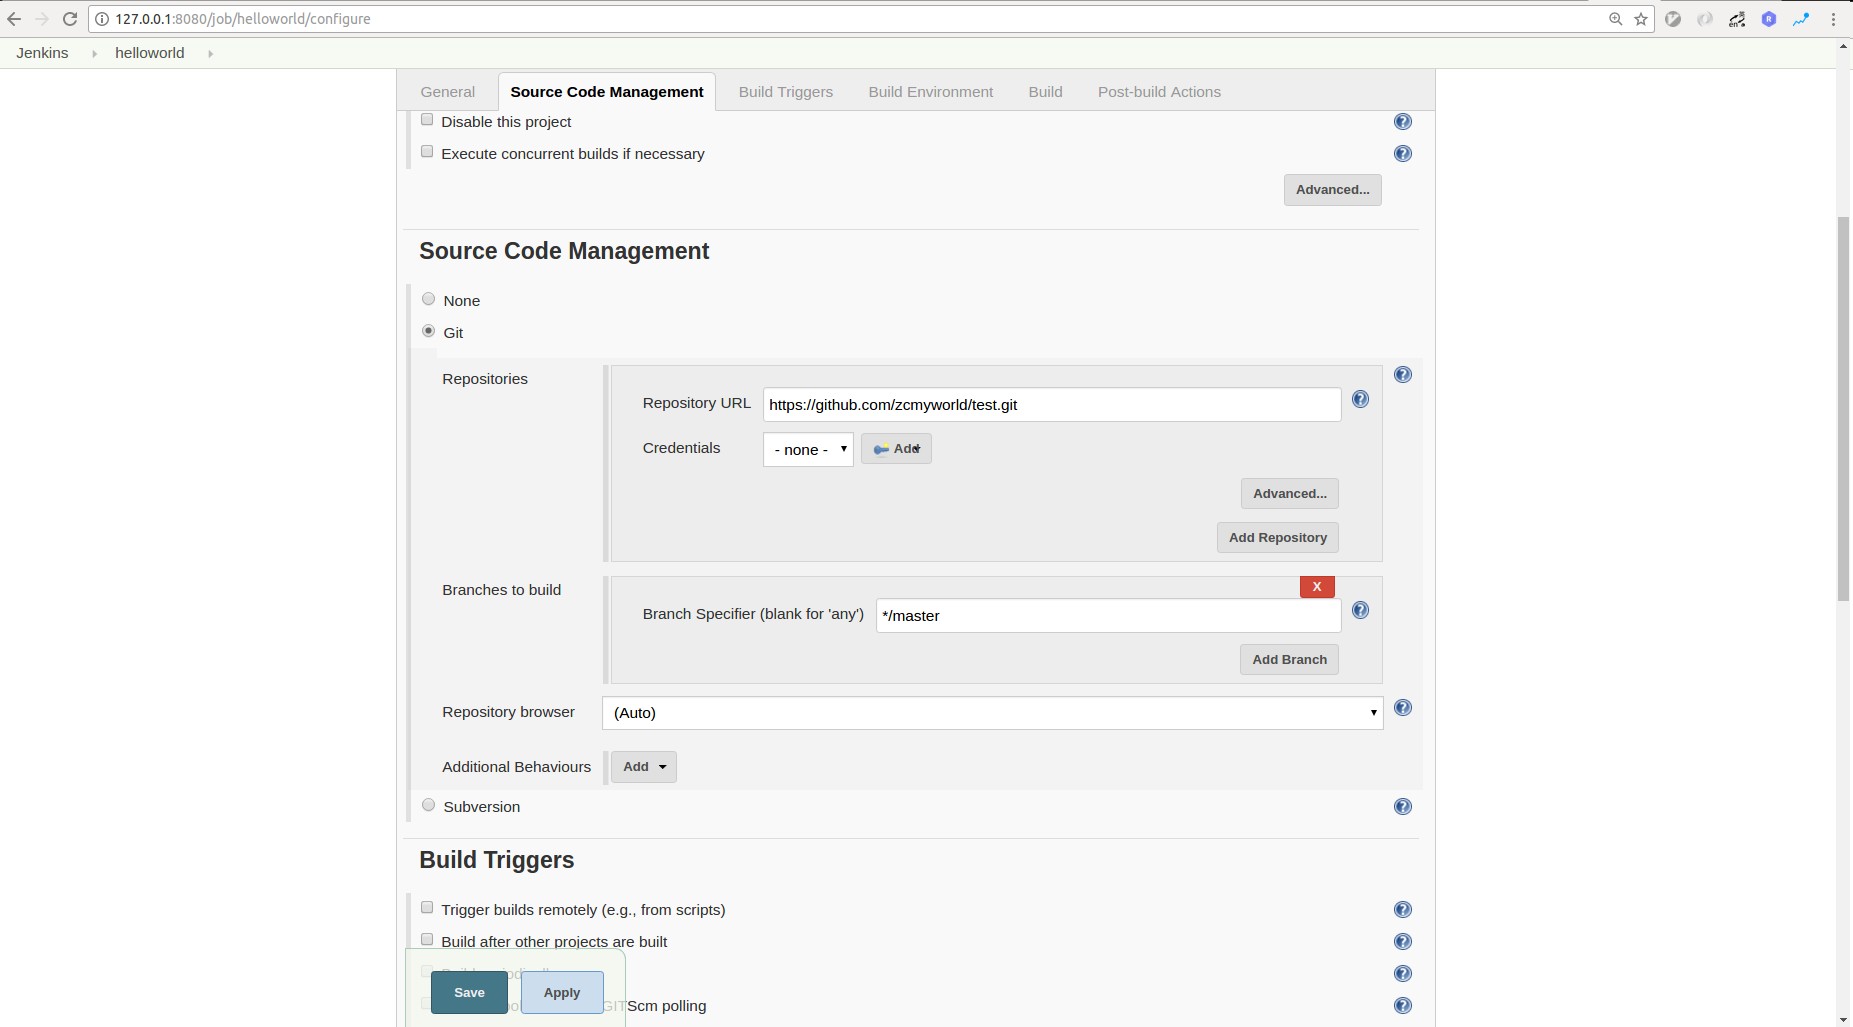 127.0.0.1:8080/job/helloworld/configure
Jenkins helloworld
General Source Code Management Build Triggers Build Environment Build Post-build Actions
Disable this project
Execute concurrent builds if necessary
Advanced...
Source Code Management
None
Git
Repositories
Repository URL https://github.com/zcmyworld/test.git
Credentials - none - Add
Advanced...
Add Repository
Branches to build
X
Branch Specifier (blank for 'any') */master
Add Branch
Repository browser (Auto)
Additional Behaviours Add
Subversion
Build Triggers
Trigger builds remotely (e.g., from scripts)
Build after other projects are built
Save Apply
GITScm polling